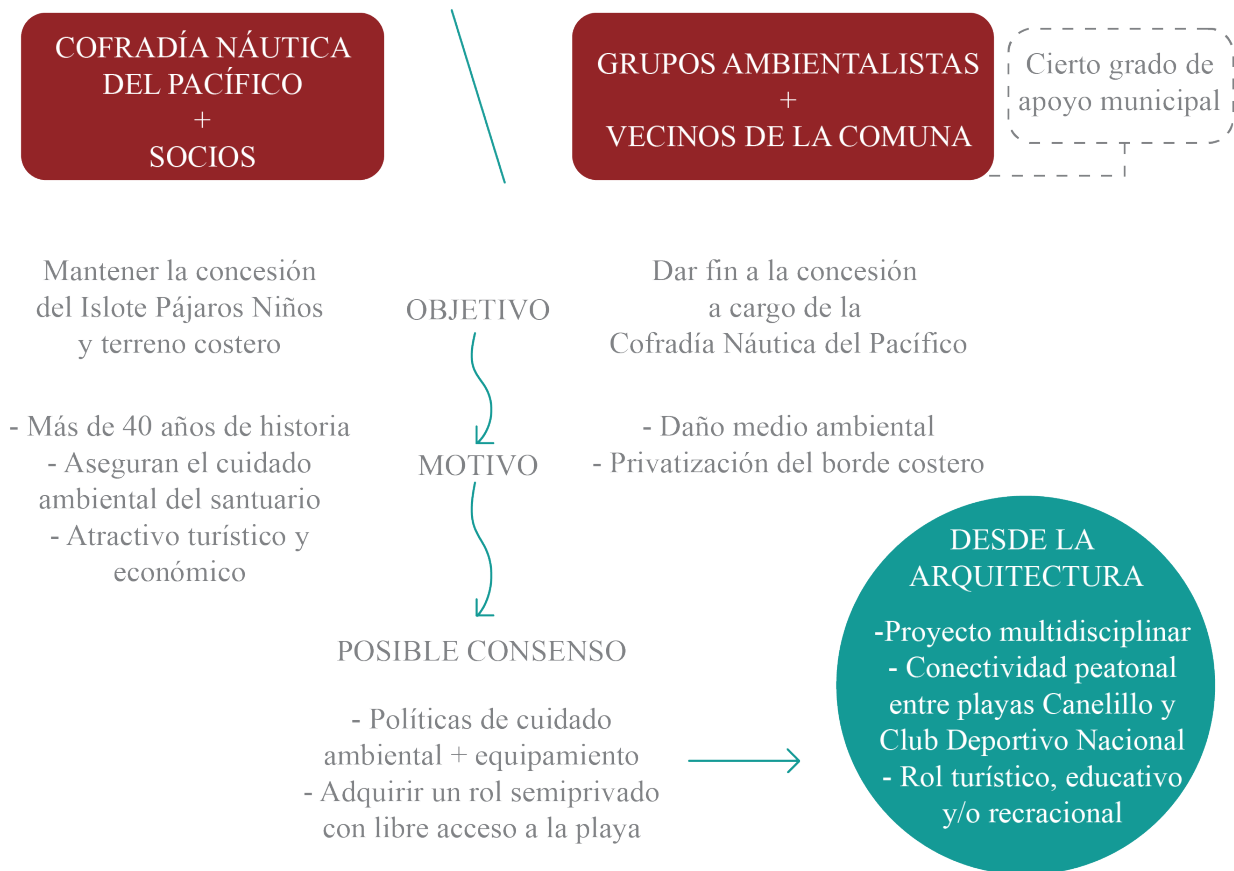 COFRADÍA NÁUTICA
DEL PACÍFICO
+
SOCIOS
GRUPOS AMBIENTALISTAS
+
VECINOS DE LA COMUNA
Cierto grado de
apoyo municipal
Mantener la concesión
del Islote Pájaros Niños
y terreno costero
OBJETIVO
Dar fin a la concesión
a cargo de la
Cofradía Náutica del Pacífico
- Más de 40 años de historia
- Aseguran el cuidado
ambiental del santuario
- Atractivo turístico y
económico
MOTIVO
- Daño medio ambiental
- Privatización del borde costero
POSIBLE CONSENSO
- Políticas de cuidado
ambiental + equipamiento
- Adquirir un rol semiprivado
con libre acceso a la playa
DESDE LA
ARQUITECTURA
-Proyecto multidisciplinar
- Conectividad peatonal
entre playas Canelillo y
Club Deportivo Nacional
- Rol turístico, educativo
y/o recracional